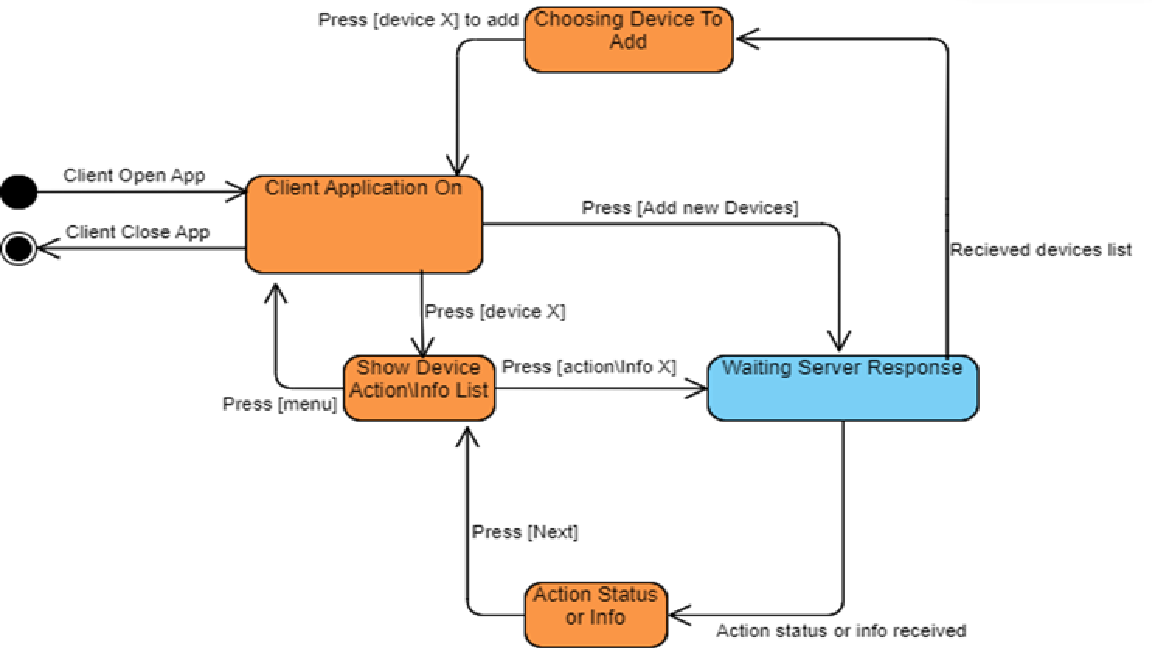 Press [device X] to add
Choosing Device To
Add
Client Open App
Client Application On
Client Close App
Press [Add new Devices]
Recieved devices list
Press [device X]
Show Device
Action\Info List
Press [action\Info X]
Waiting Server Response
Press [menu]
Press [Next]
Action Status
or Info
Action status or info received